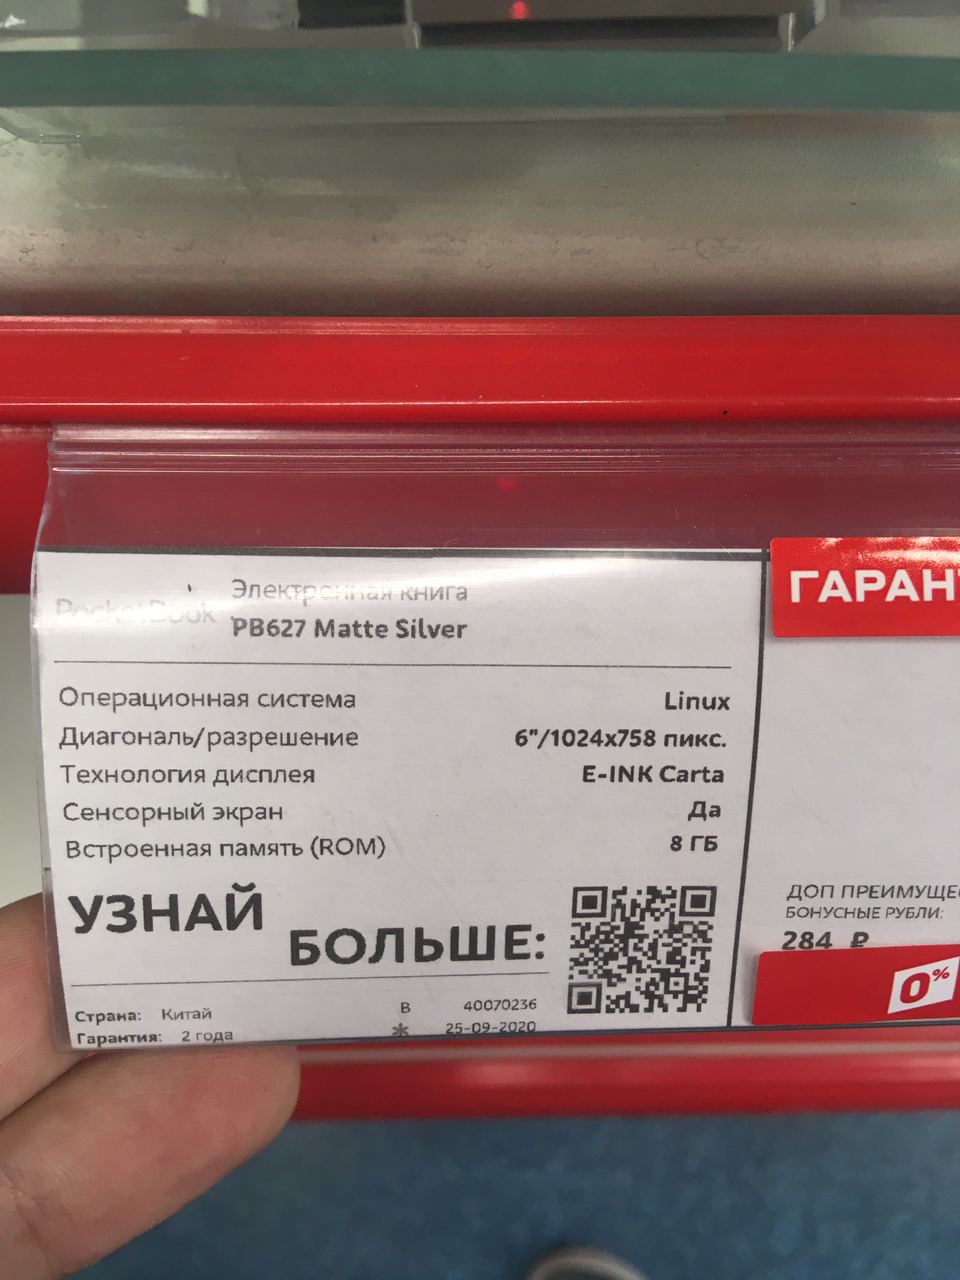 Электронная книга
PocketBook
PB627 Matte Silver
Операционная система Linux
Диагональ/разрешение 6"/1024x758 пикс.
Технология дисплея E-INK Carta
Сенсорный экран Да
Встроенная память (ROM) 8 ГБ
УЗНАЙ
БОЛЬШЕ:
Страна: Китай В 40070236
Гарантия: 2 года * 25-09-2020
ГАРАН
ДОП ПРЕИМУЩЕ
БОНУСНЫЕ РУБЛИ:
284 ₽
0%